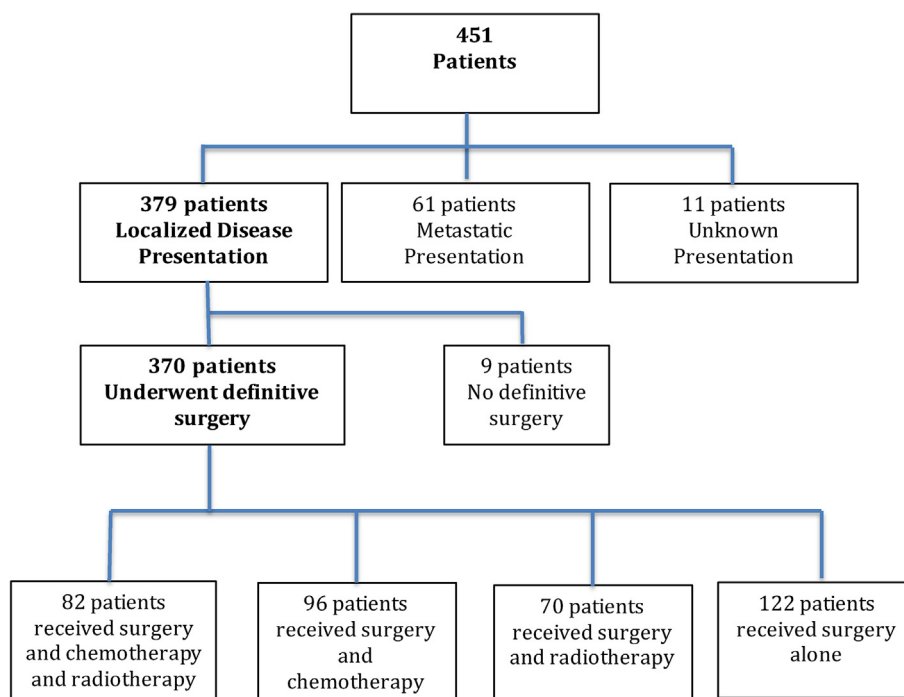 451
Patients
379 patients
Localized Disease
Presentation
61 patients
Metastatic
Presentation
11 patients
Unknown
Presentation
370 patients
Underwent definitive
surgery
9 patients
No definitive
surgery
82 patients
received surgery
and chemotherapy
and radiotherapy
96 patients
received surgery
and
chemotherapy
70 patients
received surgery
and radiotherapy
122 patients
received surgery
alone